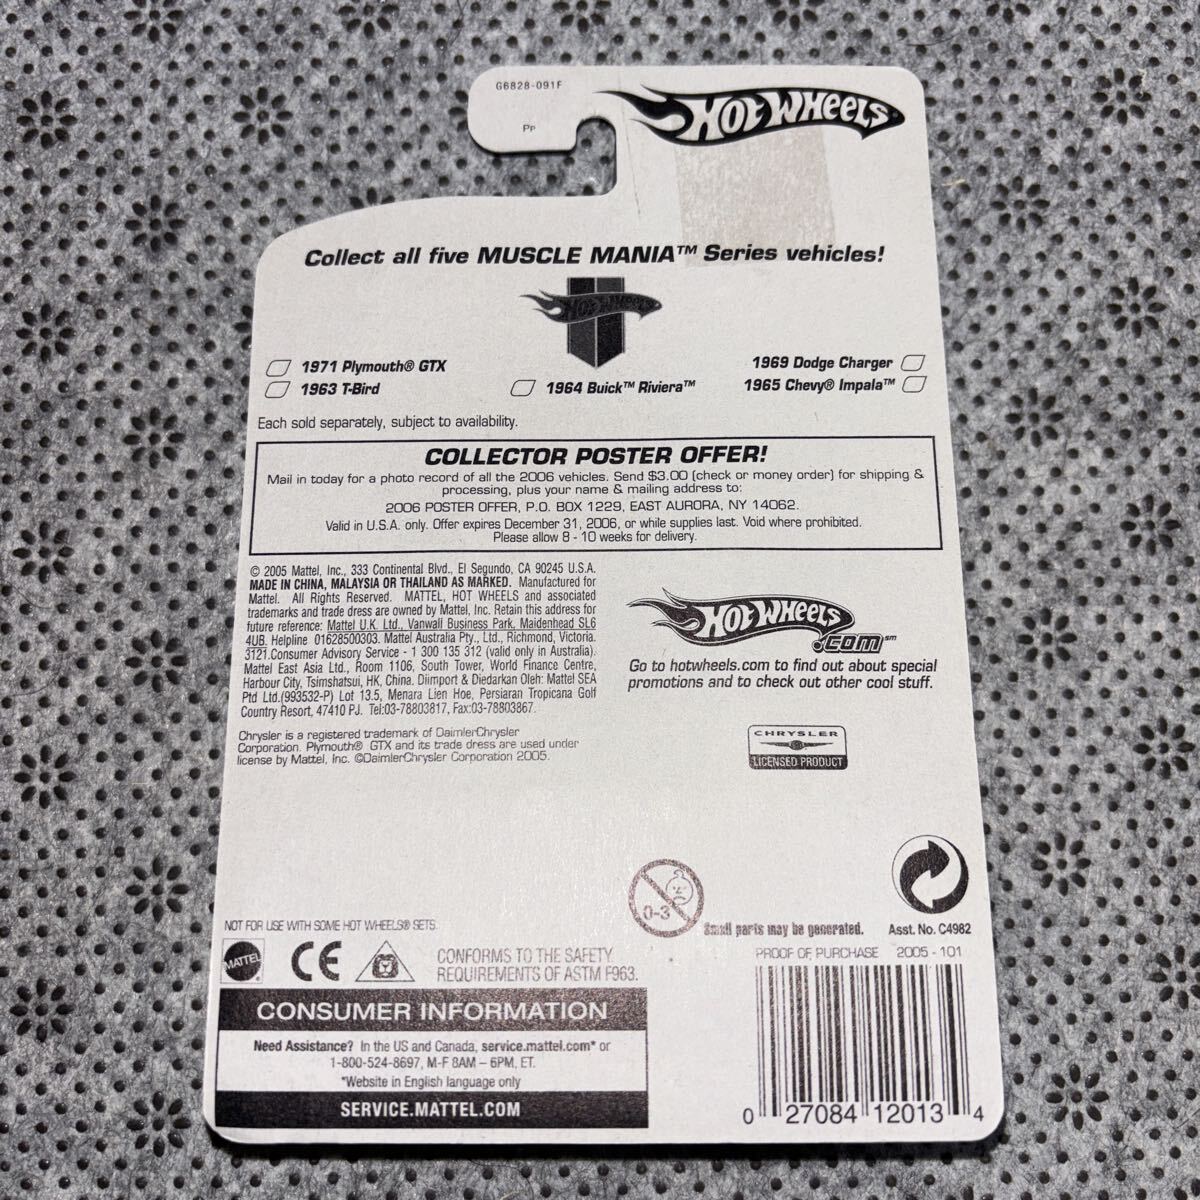 G6828-091F
Pp
HOT WHEELS
Collect all five MUSCLE MANIA™ Series vehicles!
HOT WHEELS
1971 Plymouth® GTX
1963 T-Bird
1964 Buick™ Riviera™
1969 Dodge Charger
1965 Chevy® Impala™
Each sold separately, subject to availability.
COLLECTOR POSTER OFFER!
Mail in today for a photo record of all the 2006 vehicles. Send $3.00 (check or money order) for shipping &
processing, plus your name & mailing address to:
2006 POSTER OFFER, P.O. BOX 1229, EAST AURORA, NY 14062.
Valid in U.S.A. only. Offer expires December 31, 2006, or while supplies last. Void where prohibited.
Please allow 8 - 10 weeks for delivery.
© 2005 Mattel, Inc., 333 Continental Blvd., El Segundo, CA 90245 U.S.A.
MADE IN CHINA, MALAYSIA OR THAILAND AS MARKED. Manufactured for
Mattel. All Rights Reserved. MATTEL, HOT WHEELS and associated
trademarks and trade dress are owned by Mattel, Inc. Retain this address for
future reference: Mattel U.K. Ltd., Vanwall Business Park, Maidenhead SL6
4UB. Helpline 01628500303. Mattel Australia Pty., Ltd., Richmond, Victoria.
3121.Consumer Advisory Service - 1 300 135 312 (valid only in Australia).
Mattel East Asia Ltd., Room 1106, South Tower, World Finance Centre,
Harbour City, Tsimshatsui, HK, China. Diimport & Diedarkan Oleh: Mattel SEA
Ptd Ltd.(993532-P) Lot 13.5, Menara Lien Hoe, Persiaran Tropicana Golf
Country Resort, 47410 PJ. Tel:03-78803817, Fax:03-78803867.
Chrysler is a registered trademark of DaimlerChrysler
Corporation. Plymouth® GTX and its trade dress are used under
license by Mattel, Inc. ©DaimlerChrysler Corporation 2005.
HOT WHEELS
.com℠
Go to hotwheels.com to find out about special
promotions and to check out other cool stuff.
CHRYSLER
LICENSED PRODUCT
0-3
Small parts may be generated.
Asst. No. C4982
NOT FOR USE WITH SOME HOT WHEELS® SETS.
MATTEL
CE
CONFORMS TO THE SAFETY
REQUIREMENTS OF ASTM F963.
PROOF OF PURCHASE 2005 - 101
CONSUMER INFORMATION
Need Assistance? In the US and Canada, service.mattel.com* or
1-800-524-8697, M-F 8AM – 6PM, ET.
*Website in English language only
SERVICE.MATTEL.COM
0 27084 12013 4